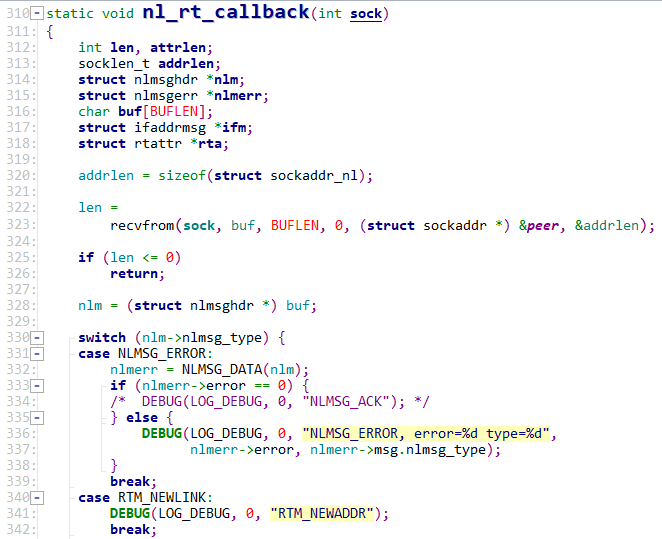 310: static void nl_rt_callback(int sock)
311: {
312:     int len, attrlen;
313:     socklen_t addrlen;
314:     struct nlmsghdr *nlm;
315:     struct nlmsgerr *nlmerr;
316:     char buf[BUFLEN];
317:     struct ifaddrmsg *ifm;
318:     struct rtattr *rta;
319:
320:     addrlen = sizeof(struct sockaddr_nl);
321:
322:     len =
323:         recvfrom(sock, buf, BUFLEN, 0, (struct sockaddr *) &peer, &addrlen);
324:
325:     if (len <= 0)
326:         return;
327:
328:     nlm = (struct nlmsghdr *) buf;
329:
330:     switch (nlm->nlmsg_type) {
331:     case NLMSG_ERROR:
332:         nlmerr = NLMSG_DATA(nlm);
333:         if (nlmerr->error == 0) {
334:         /*  DEBUG(LOG_DEBUG, 0, "NLMSG_ACK"); */
335:         } else {
336:             DEBUG(LOG_DEBUG, 0, "NLMSG_ERROR, error=%d type=%d",
337:                   nlmerr->error, nlmerr->msg.nlmsg_type);
338:         }
339:         break;
340:     case RTM_NEWLINK:
341:         DEBUG(LOG_DEBUG, 0, "RTM_NEWADDR");
342:         break;